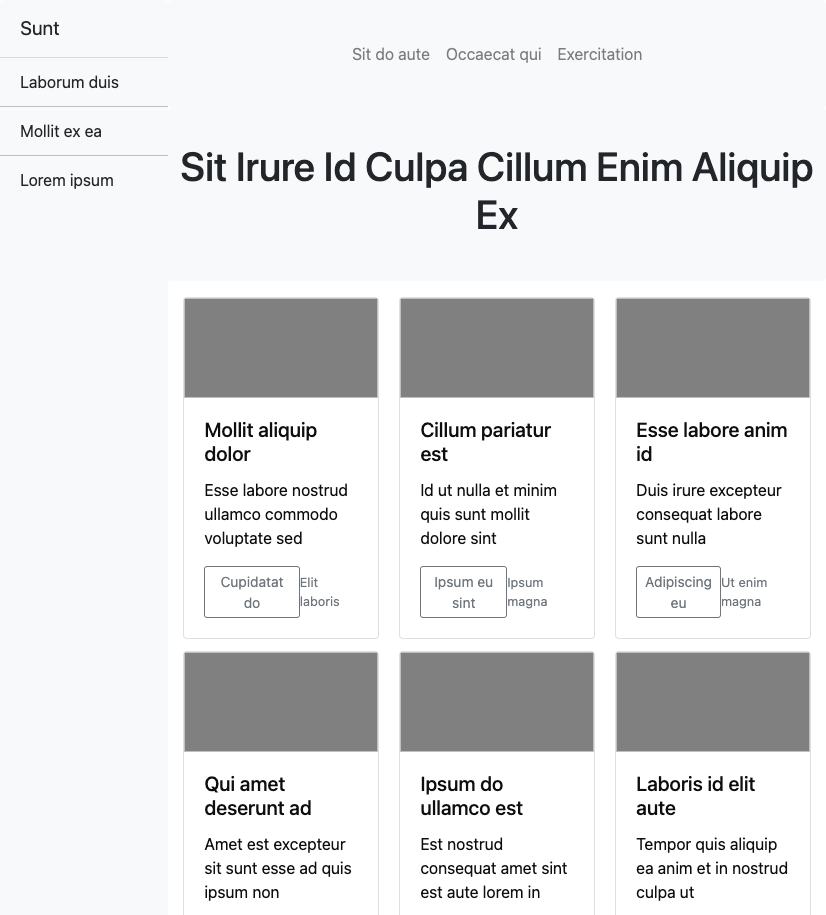 Sunt
Laborum duis
Mollit ex ea
Lorem ipsum
Sit do aute Occaecat qui Exercitation
Sit Irure Id Culpa Cillum Enim Aliquip
Ex
Mollit aliquip
dolor
Esse labore nostrud
ullamco commodo
voluptate sed
Cupidatat
do
Elit
laboris
Cillum pariatur
est
Id ut nulla et minim
quis sunt mollit
dolore sint
Ipsum eu
sint
Ipsum
magna
Esse labore anim
id
Duis irure excepteur
consequat labore
sunt nulla
Adipiscing
eu
Ut enim
magna
Qui amet
deserunt ad
Amet est excepteur
sit sunt esse ad quis
ipsum non
Ipsum do
ullamco est
Est nostrud
consequat amet sint
est aute lorem in
Laboris id elit
aute
Tempor quis aliquip
ea anim et in nostrud
culpa ut